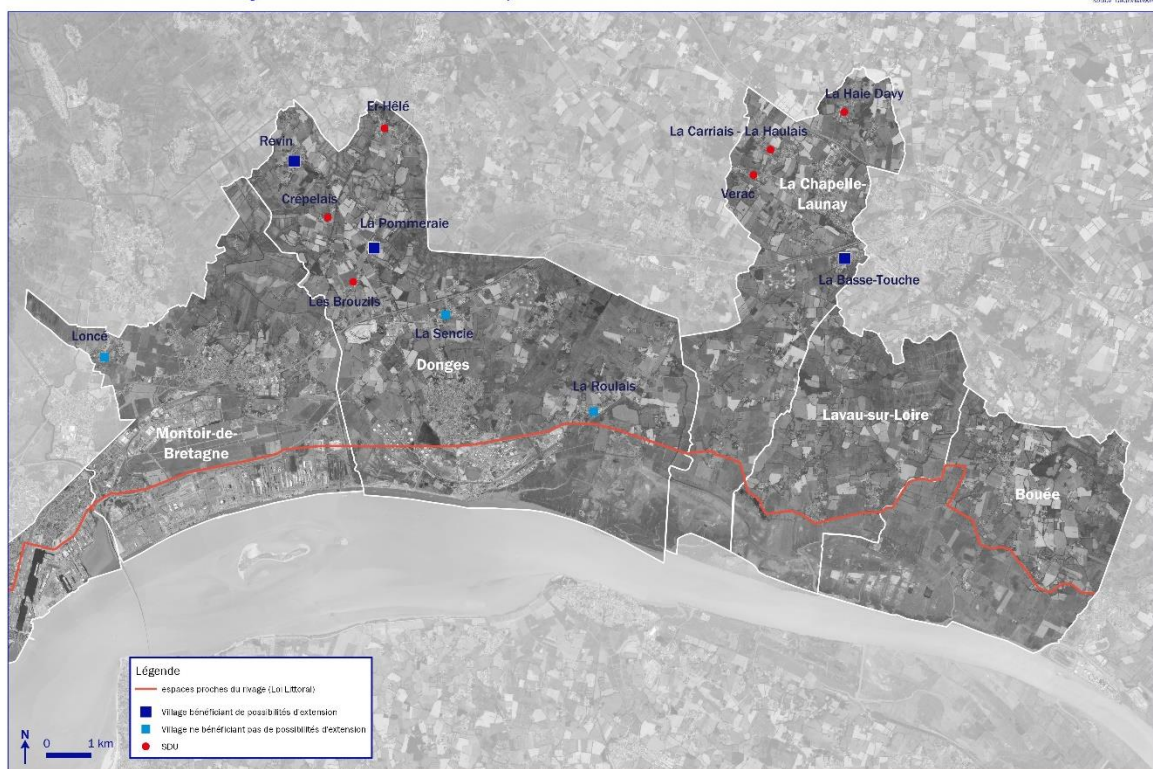 La Haie Davy
Er-Hêlé
La Carriais - La Haulais
Revin
Verac
La Chapelle-
Launay
Crépelais
La Pommeraie
La Basse-Touche
Les Brouzils
La Sencie
Loncé
Donges
La Roulais
Lavau-sur-Loire
Montoir-de-
Bretagne
Bouée
Légende
espaces proches du rivage (Loi Littoral)
Village bénéficiant de possibilités d'extension
Village ne bénéficiant pas de possibilités d'extension
SDU
N
0 1 km